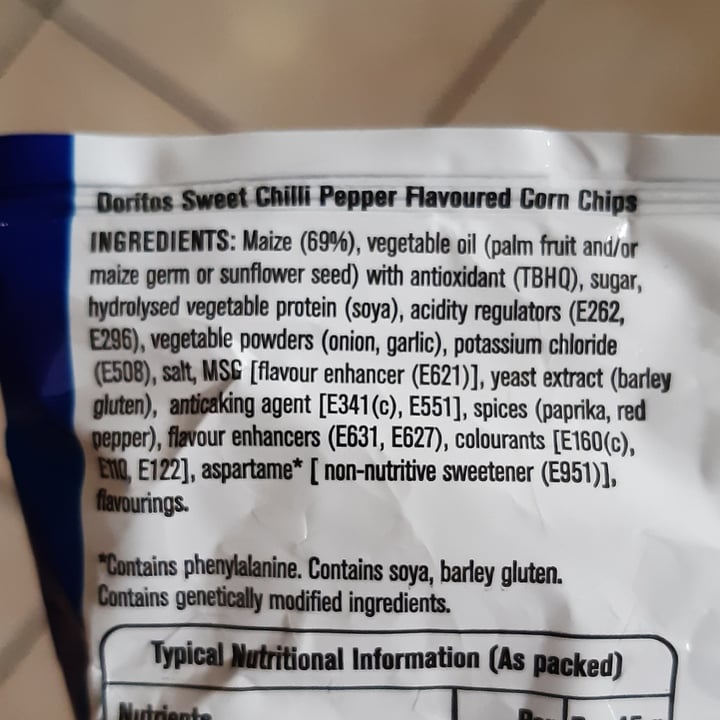 Doritos Sweet Chilli Pepper Flavoured Corn Chips
INGREDIENTS: Maize (69%), vegetable oil (palm fruit and/or
maize germ or sunflower seed) with antioxidant (TBHQ), sugar,
hydrolysed vegetable protein (soya), acidity regulators (E262,
E296), vegetable powders (onion, garlic), potassium chloride
(E508), salt, MSG [flavour enhancer (E621)], yeast extract (barley
gluten), anticaking agent [E341(c), E551], spices (paprika, red
pepper), flavour enhancers (E631, E627), colourants [E160(c),
E110, E122], aspartame* [ non-nutritive sweetener (E951)],
flavourings.
*Contains phenylalanine. Contains soya, barley gluten.
Contains genetically modified ingredients.
Typical Nutritional Information (As packed)
Nutrients